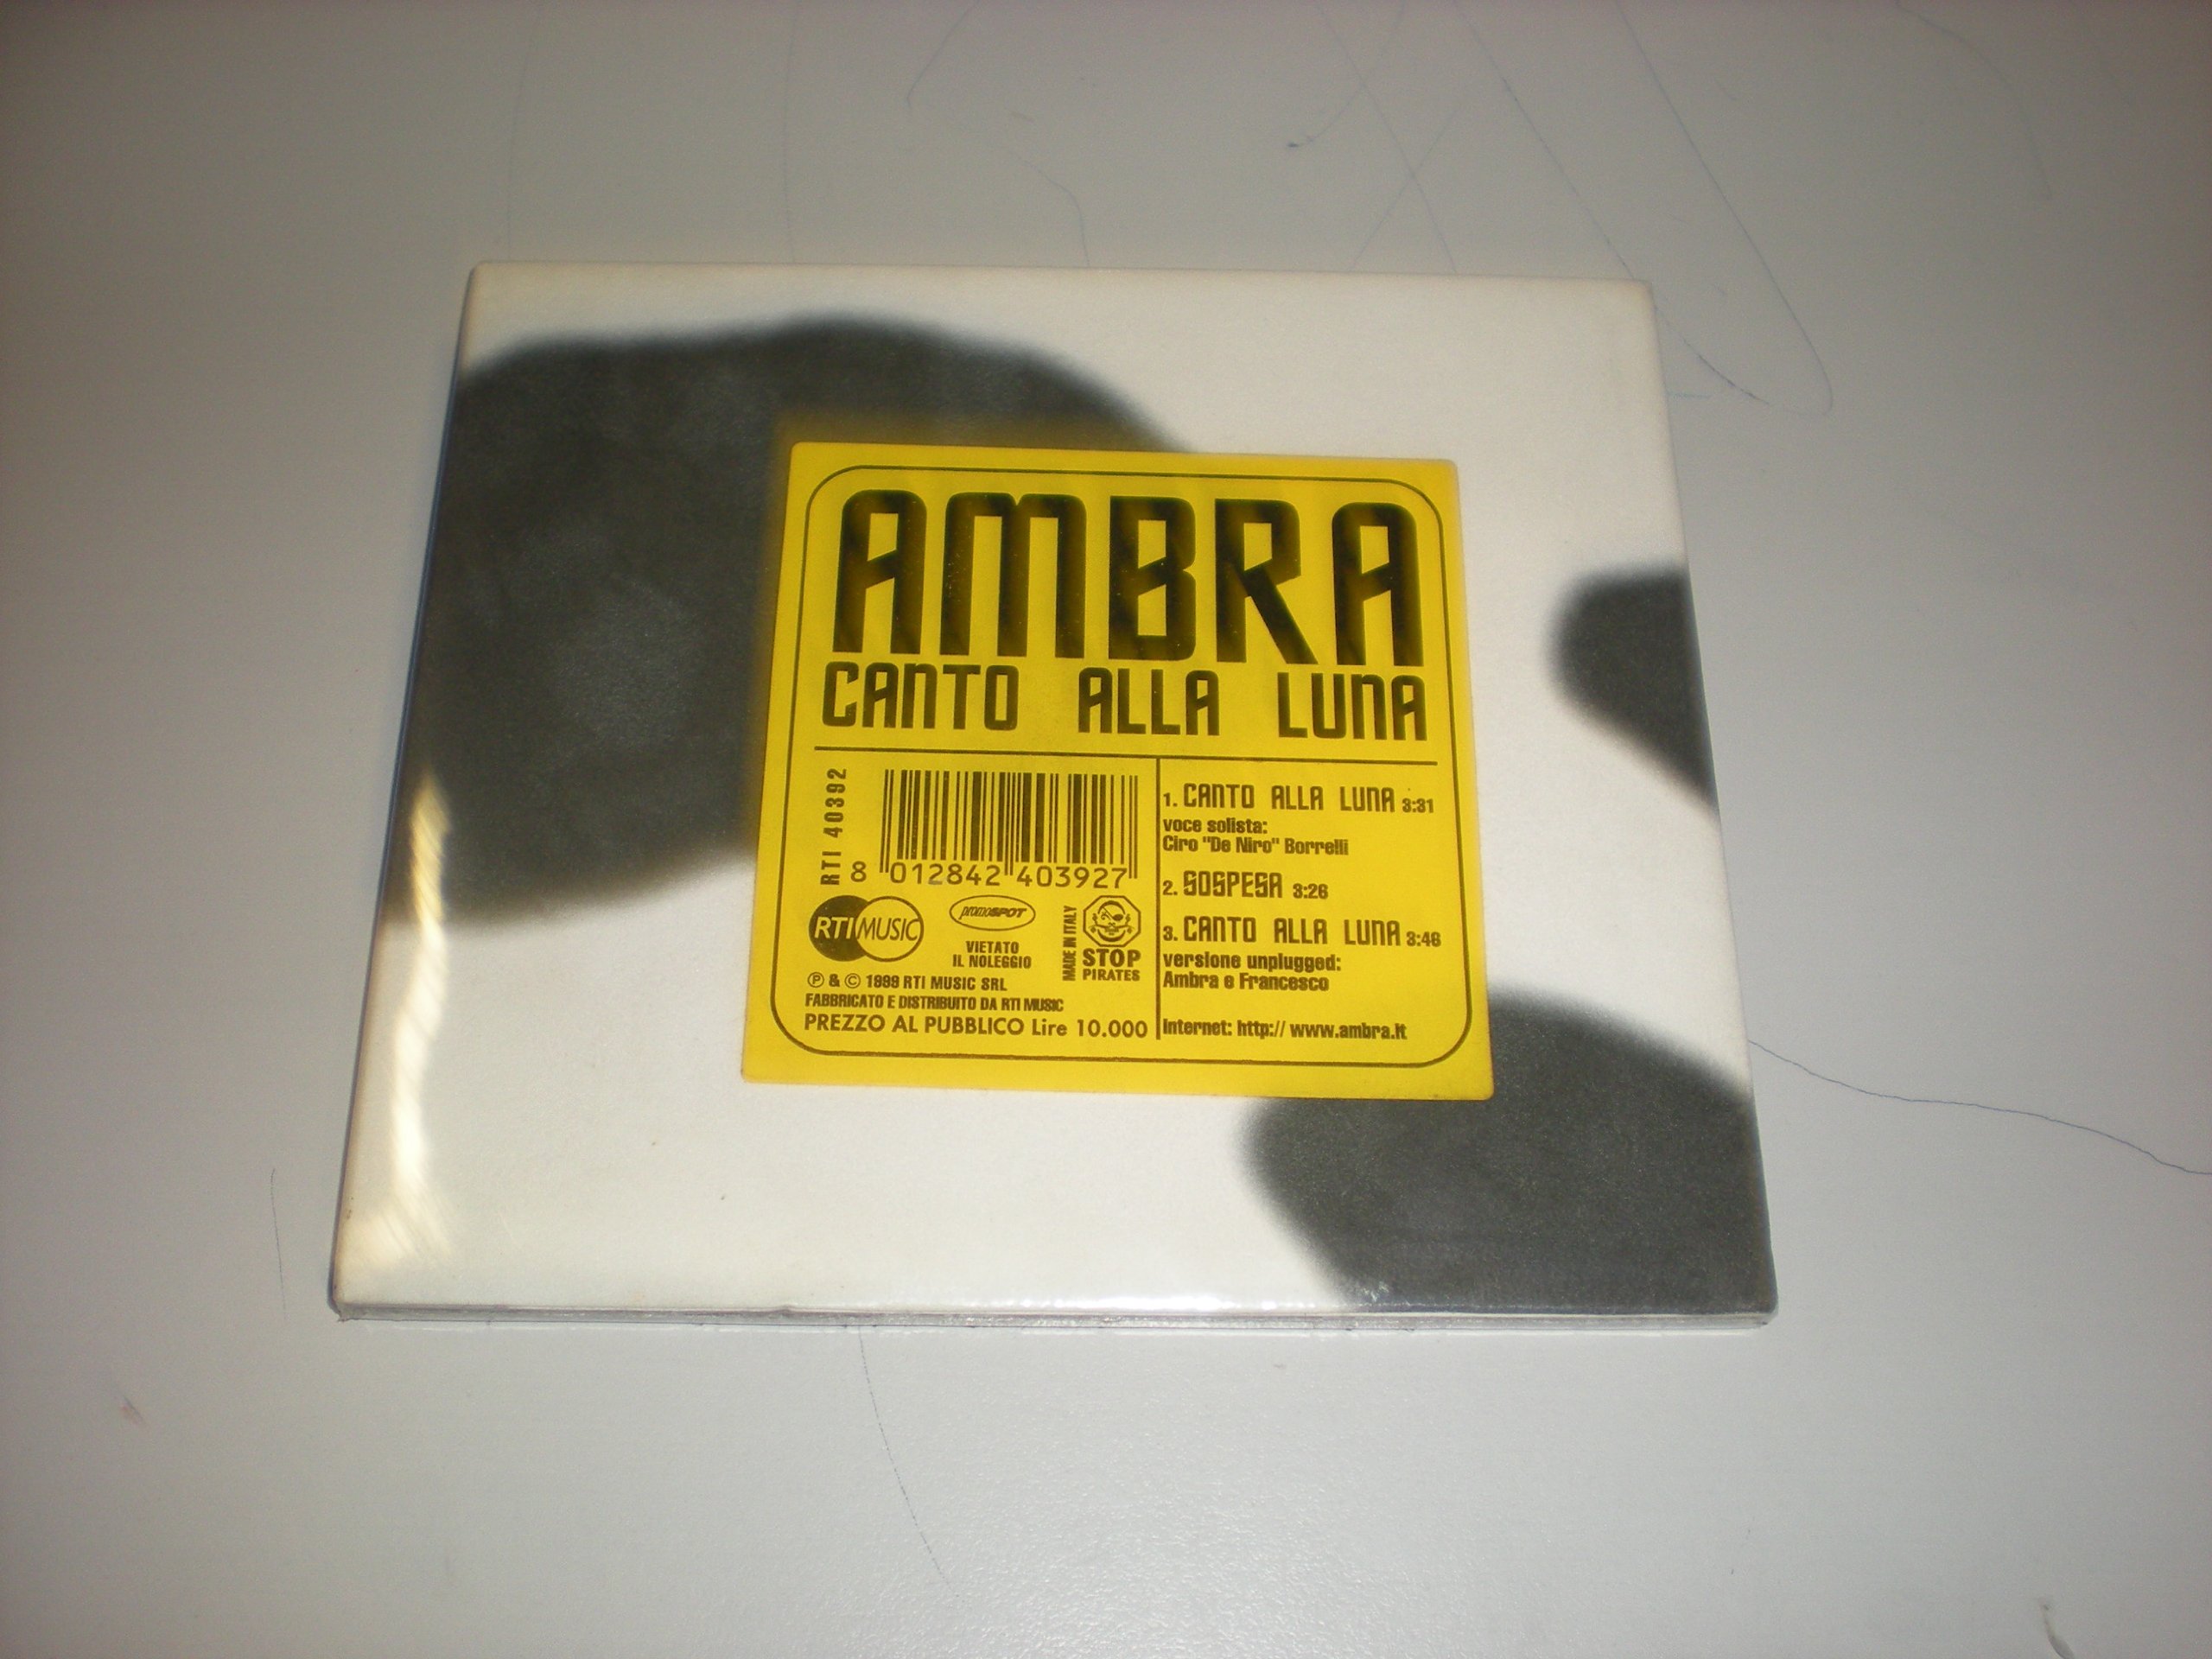 AMBRA
CANTO ALLA LUNA
RTI 40392
8 012842 403927
RTI MUSIC
promoSPOT
VIETATO
IL NOLEGGIO
MADE IN ITALY
STOP
PIRATES
℗ & © 1999 RTI MUSIC SRL
FABBRICATO E DISTRIBUITO DA RTI MUSIC
PREZZO AL PUBBLICO Lire 10.000
1. CANTO ALLA LUNA 3:31
voce solista:
Ciro "De Niro" Borrelli
2. SOSPESA 3:26
3. CANTO ALLA LUNA 3:46
versione unplugged:
Ambra e Francesco
Internet: http:// www.ambra.it